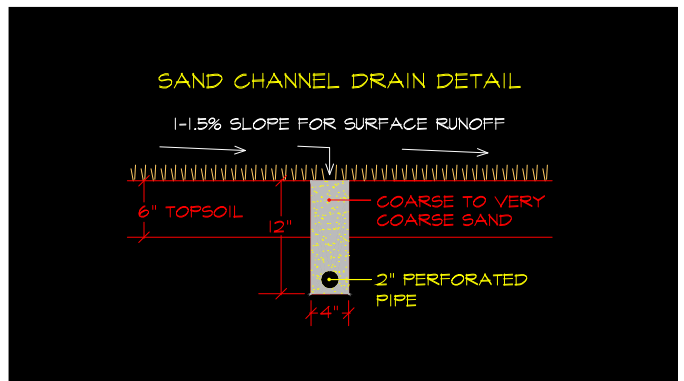 SAND CHANNEL DRAIN DETAIL
1-1.5% SLOPE FOR SURFACE RUNOFF
6" TOPSOIL
12"
COARSE TO VERY
COARSE SAND
2" PERFORATED
PIPE
4"